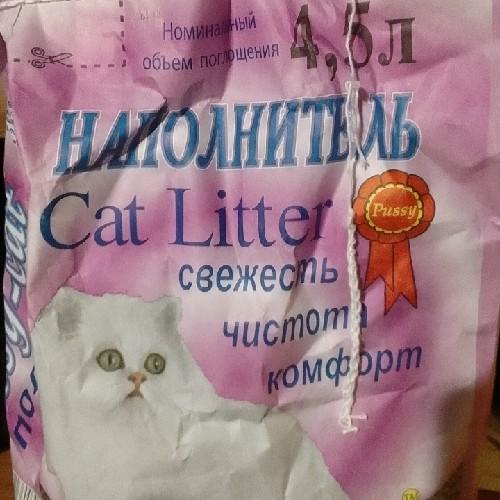 Номинальный
объем поглощения
4,5л
НАПОЛНИТЕЛЬ
Cat Litter
Pussy
свежесть
чистота
комфорт